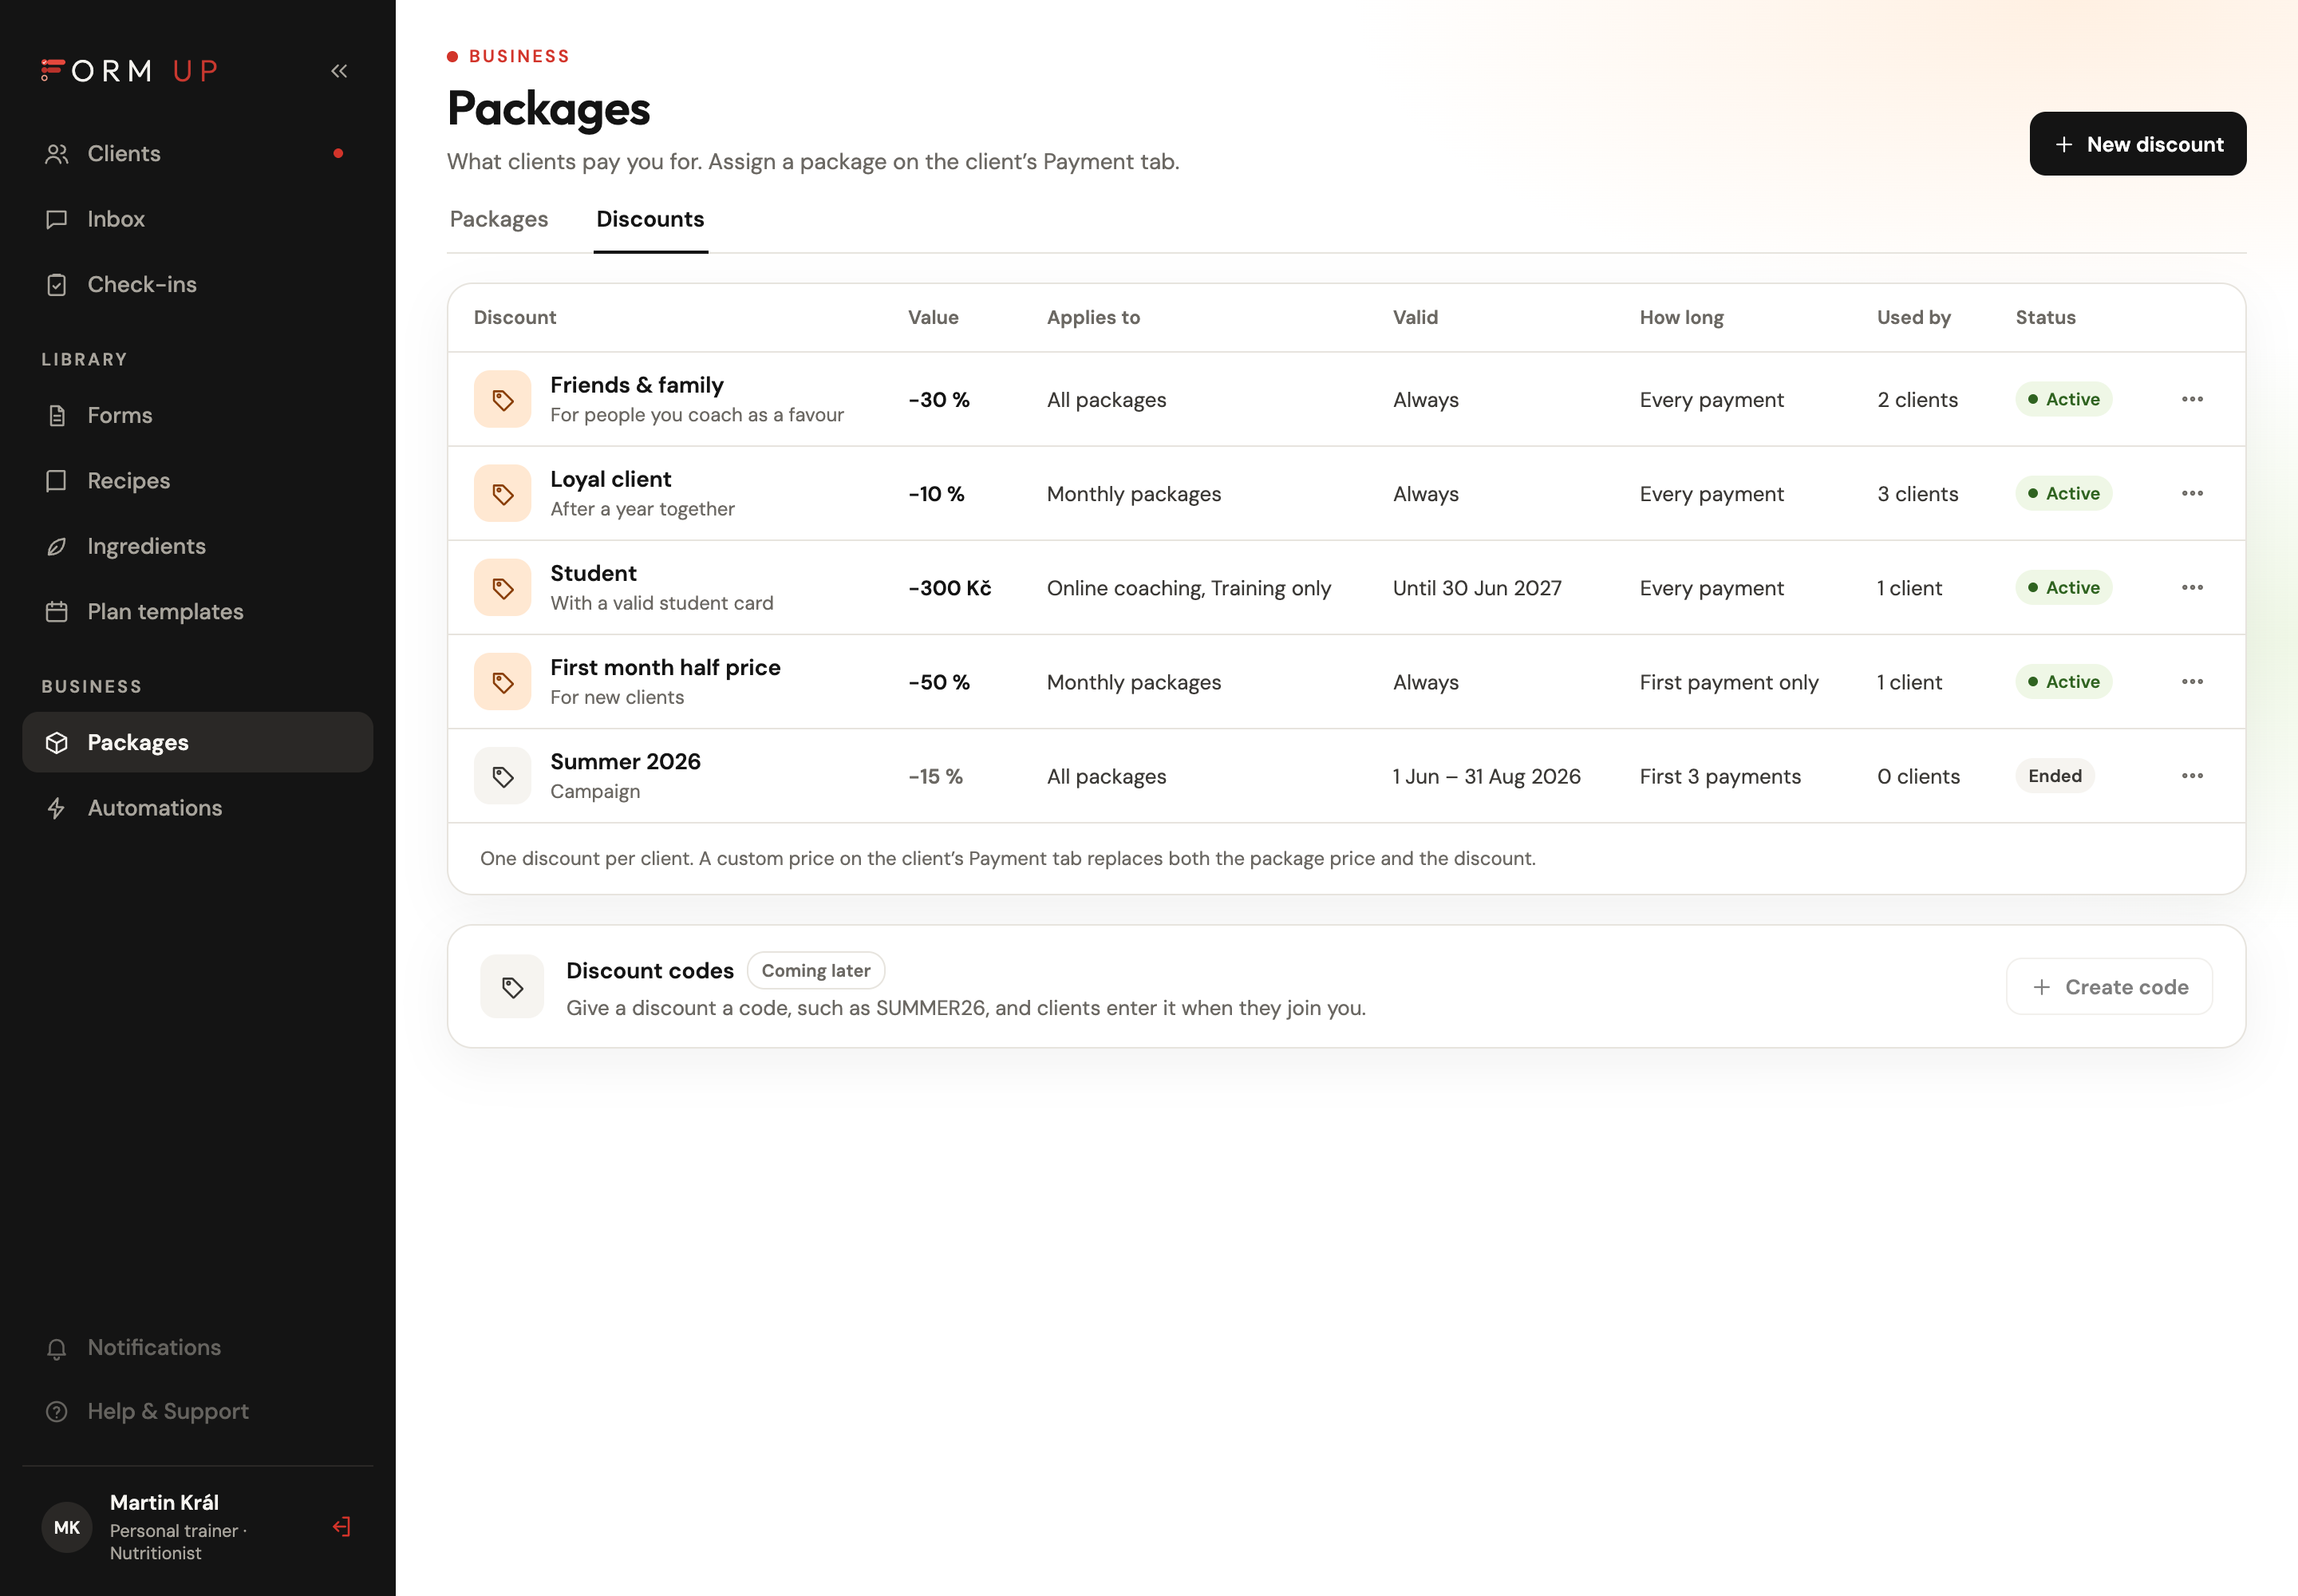 FORM UP
Clients
Inbox
Check-ins
LIBRARY
Forms
Recipes
Ingredients
Plan templates
BUSINESS
Packages
Automations
Notifications
Help & Support
MK
Martin Král
Personal trainer ·
Nutritionist
BUSINESS
Packages
What clients pay you for. Assign a package on the client’s Payment tab.
+ New discount
Packages Discounts
Discount Value Applies to Valid How long Used by Status
Friends & family
For people you coach as a favour
−30 % All packages Always Every payment 2 clients Active
Loyal client
After a year together
−10 % Monthly packages Always Every payment 3 clients Active
Student
With a valid student card
−300 Kč Online coaching, Training only Until 30 Jun 2027 Every payment 1 client Active
First month half price
For new clients
−50 % Monthly packages Always First payment only 1 client Active
Summer 2026
Campaign
−15 % All packages 1 Jun – 31 Aug 2026 First 3 payments 0 clients Ended
One discount per client. A custom price on the client’s Payment tab replaces both the package price and the discount.
Discount codes Coming later
Give a discount a code, such as SUMMER26, and clients enter it when they join you.
+ Create code